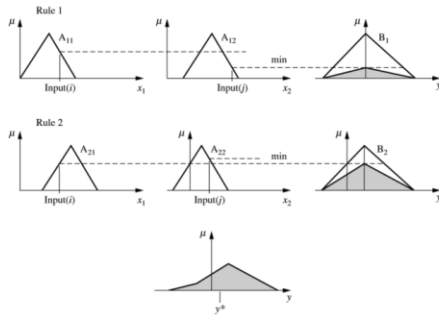 Rule 1
μ A₁₁ μ A₁₂ μ B₁
min
Input(i) x₁ Input(j) x₂ y
Rule 2
μ A₂₁ μ A₂₂ μ B₂
min
Input(i) x₁ Input(j) x₂ y
μ
y
y*